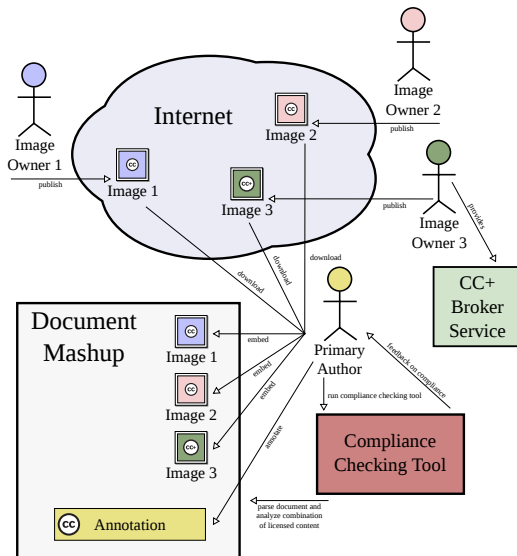 Image
Owner 2
Internet
cc
Image 2
publish
Image
Owner 1
publish
cc
Image 1
cc+
Image 3
publish
Image
Owner 3
provides
download
download
download
CC+
Broker
Service
Document
Mashup
cc
Image 1
embed
cc
Image 2
embed
cc+
Image 3
embed
Primary
Author
feedback on compliance
run compliance checking tool
annotate
Compliance
Checking Tool
cc
Annotation
parse document and
analyze combination
of licensed content